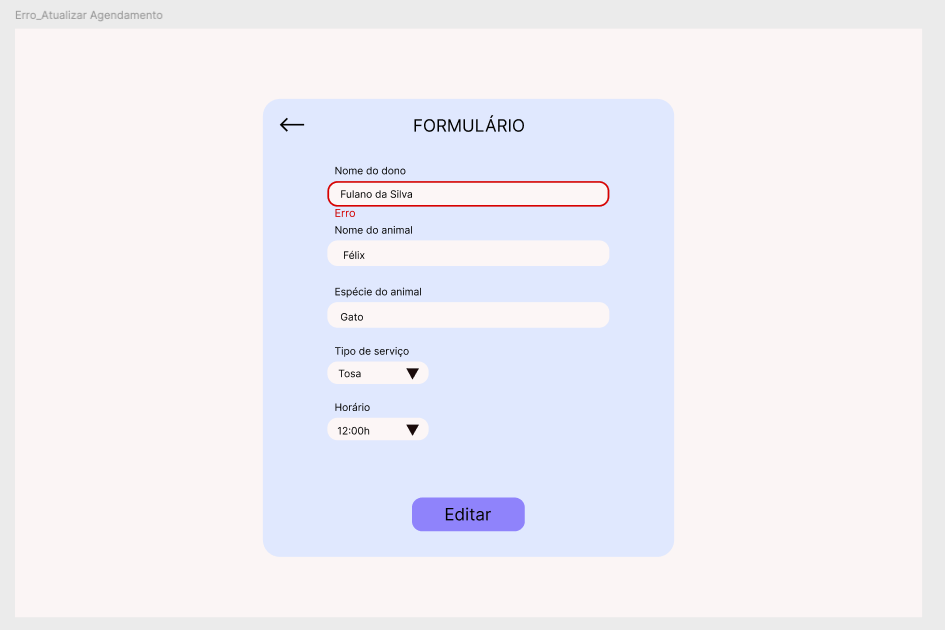 Erro_Atualizar Agendamento
FORMULÁRIO
Nome do dono
Fulano da Silva
Erro
Nome do animal
Félix
Espécie do animal
Gato
Tipo de serviço
Tosa
Horário
12:00h
Editar